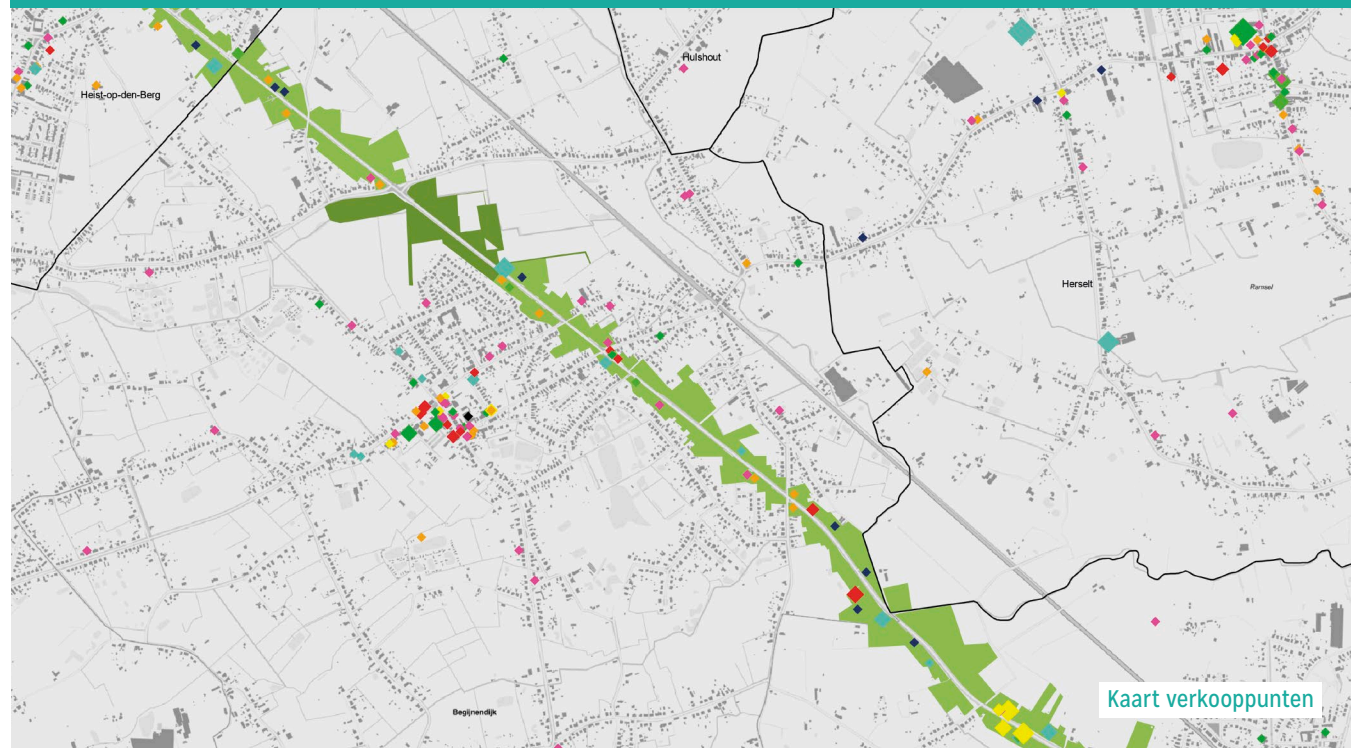 Hulshout
Heist-op-den-Berg
Herselt
Ramsel
Begijnendijk
Kaart verkooppunten